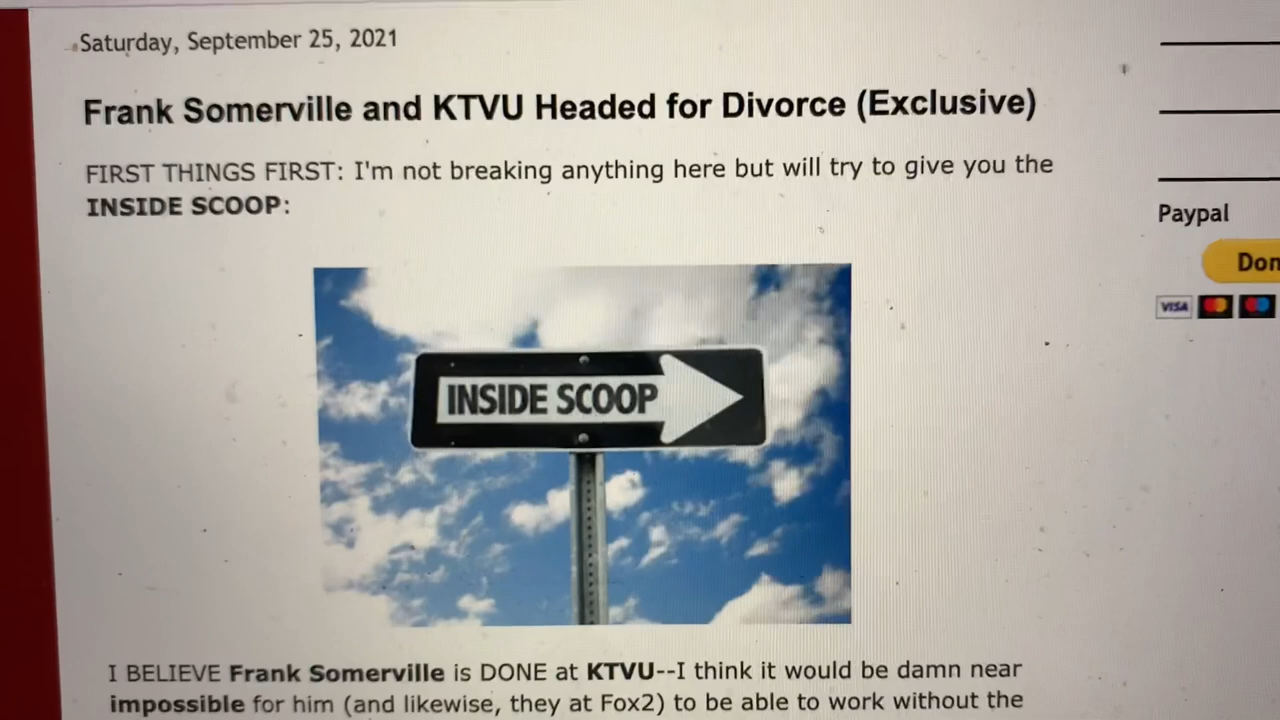 Saturday, September 25, 2021
Frank Somerville and KTVU Headed for Divorce (Exclusive)
FIRST THINGS FIRST: I'm not breaking anything here but will try to give you the
INSIDE SCOOP:
Paypal
Don
VISA
INSIDE SCOOP
I BELIEVE Frank Somerville is DONE at KTVU--I think it would be damn near
impossible for him (and likewise, they at Fox2) to be able to work without the